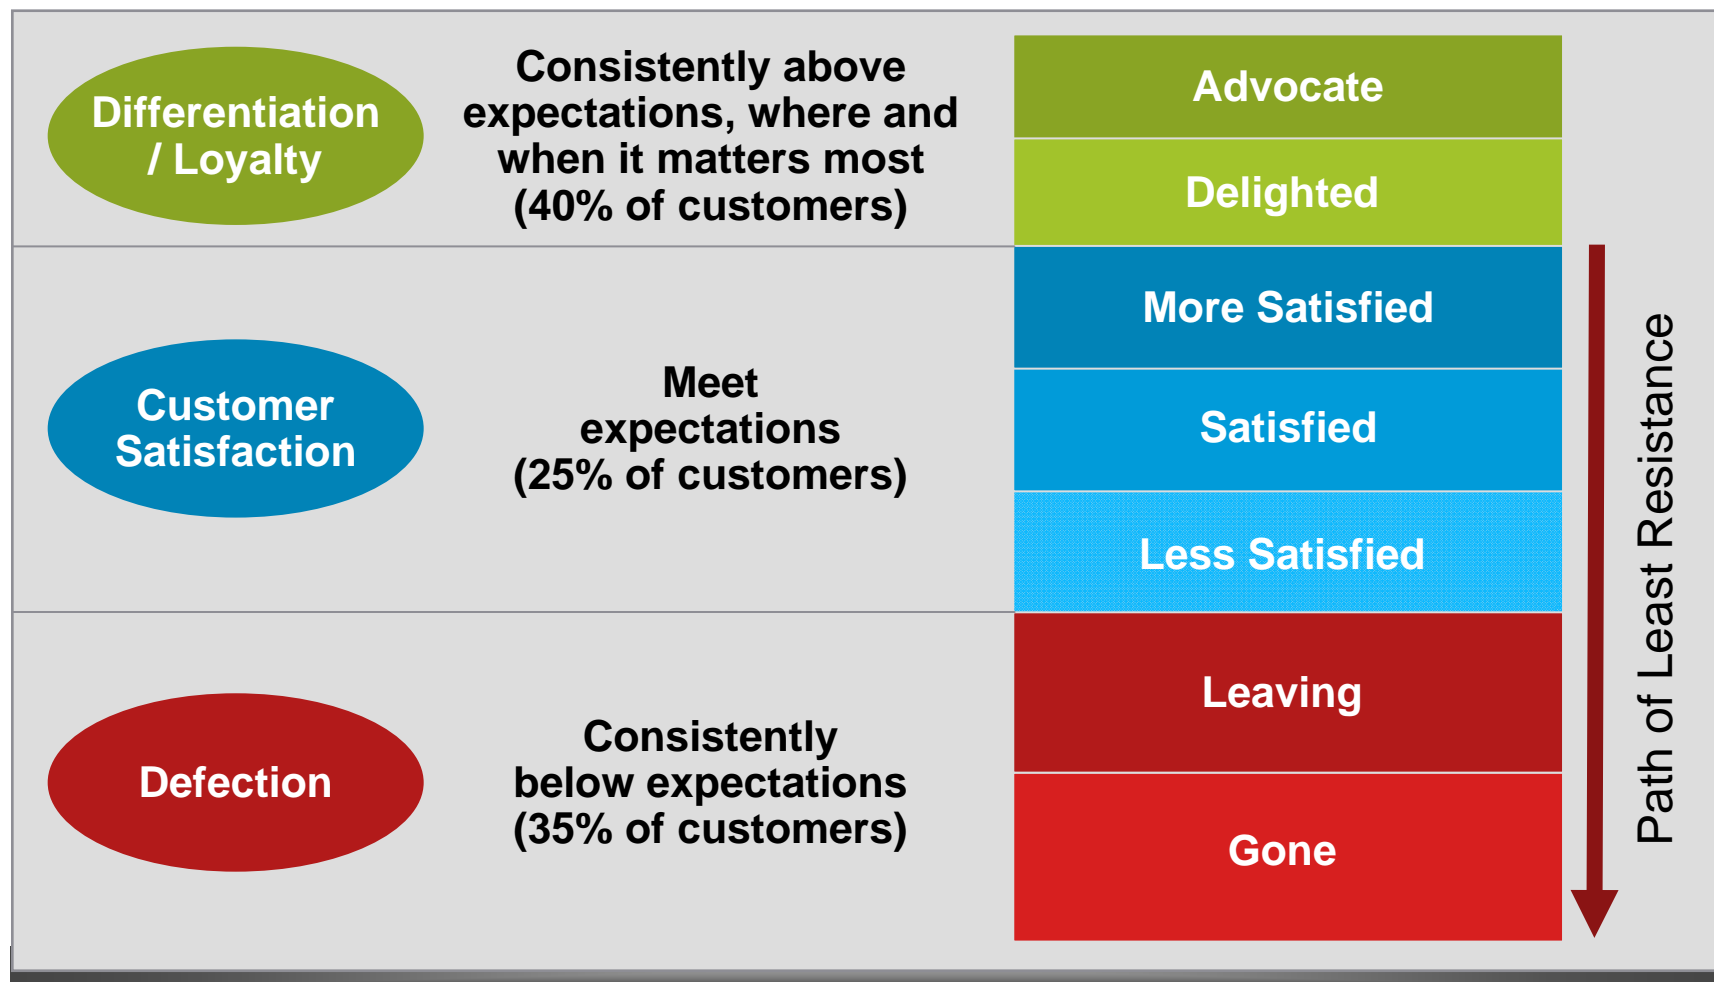 Differentiation
/ Loyalty
Consistently above
expectations, where and
when it matters most
(40% of customers)
Advocate
Delighted
Customer
Satisfaction
Meet
expectations
(25% of customers)
More Satisfied
Satisfied
Less Satisfied
Defection
Consistently
below expectations
(35% of customers)
Leaving
Gone
Path of Least Resistance